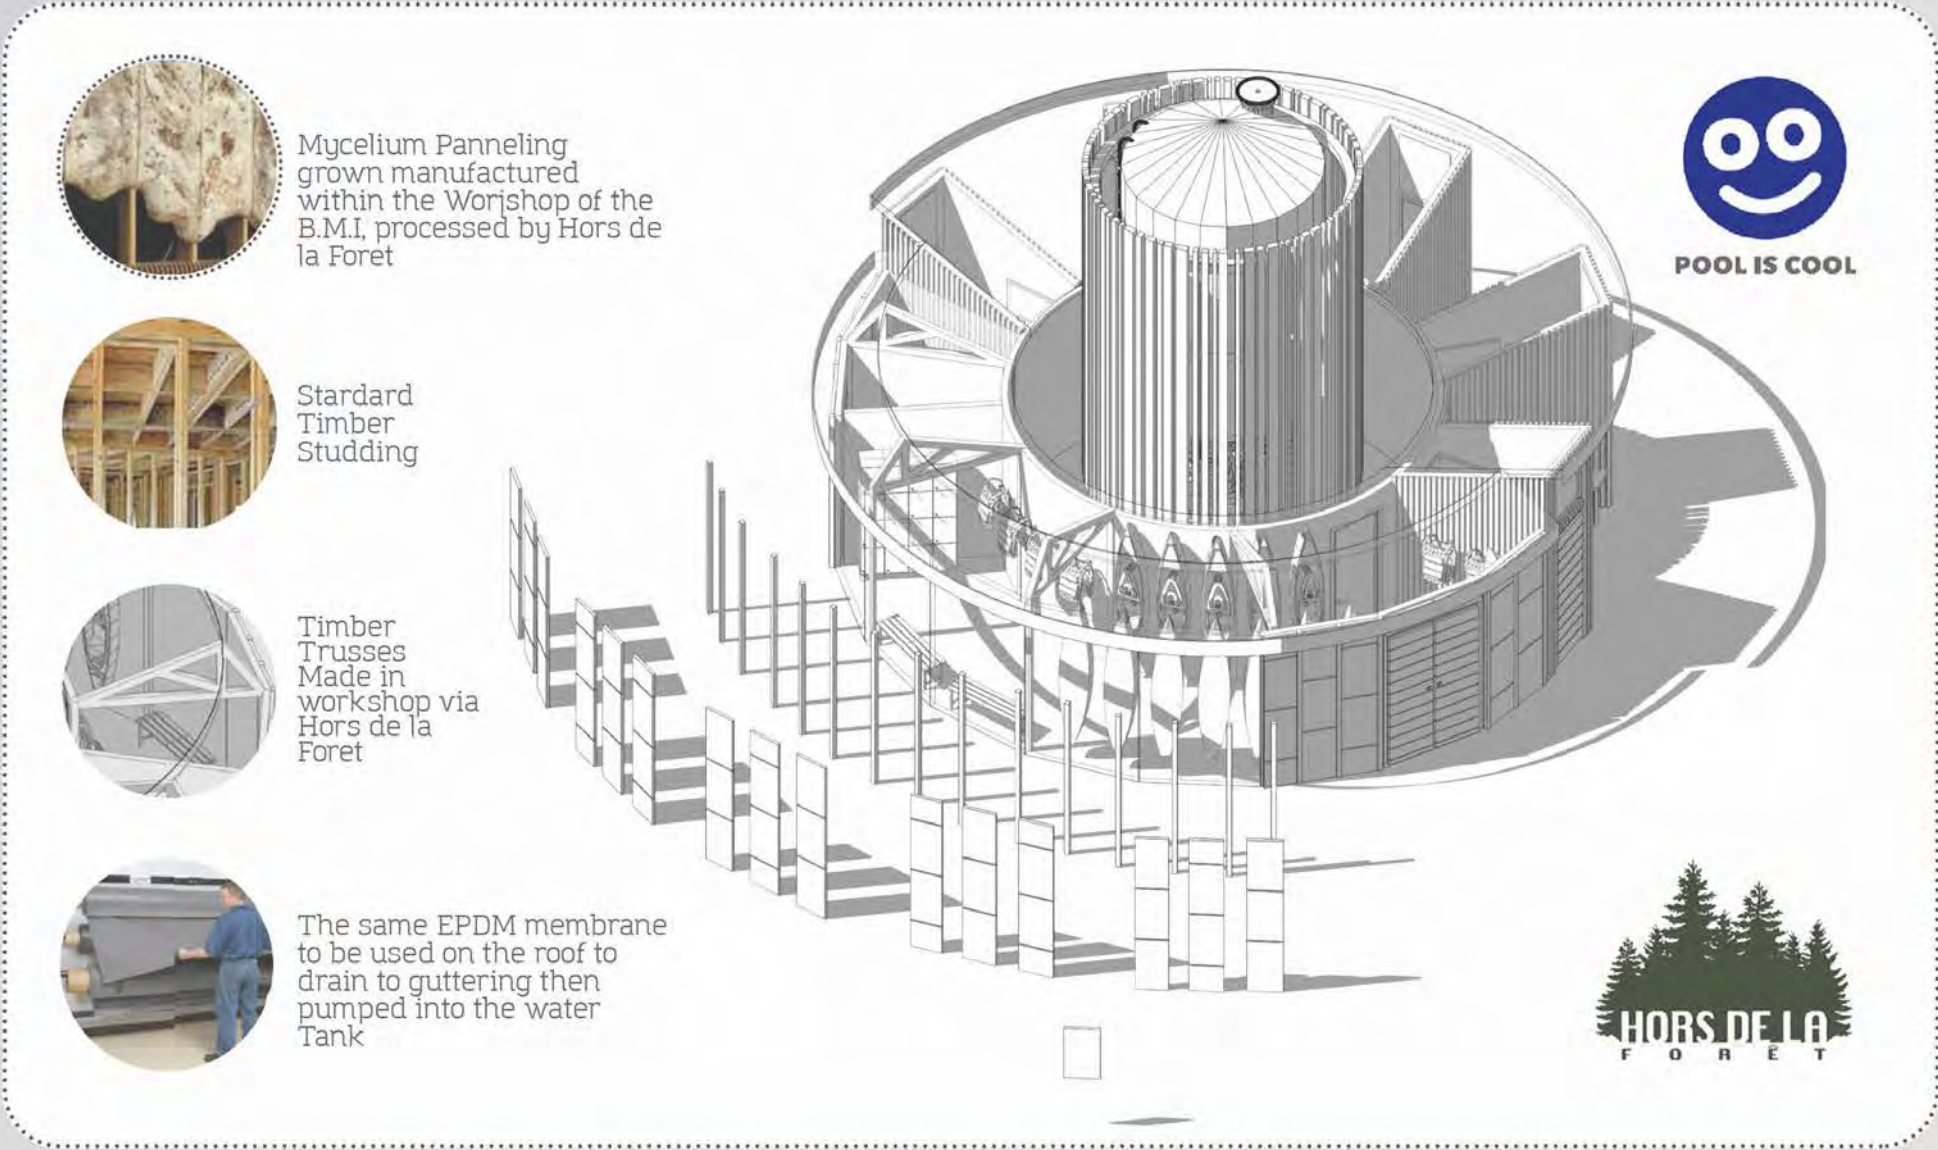 Mycelium Panneling
grown manufactured
within the Worjshop of the
B.M.I, processed by Hors de
la Foret
Stardard
Timber
Studding
Timber
Trusses
Made in
workshop via
Hors de la
Foret
The same EPDM membrane
to be used on the roof to
drain to guttering then
pumped into the water
Tank
POOL IS COOL
HORS DE LA
FORÊT